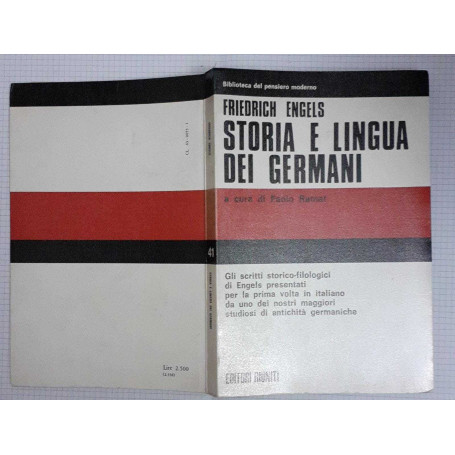 Biblioteca del pensiero moderno
FRIEDRICH ENGELS
STORIA E LINGUA
DEI GERMANI
a cura di Paolo Ramat
Gli scritti storico-filologici
di Engels presentati
per la prima volta in italiano
da uno dei nostri maggiori
studiosi di antichità germaniche
EDITORI RIUNITI
41
Lire 2.500